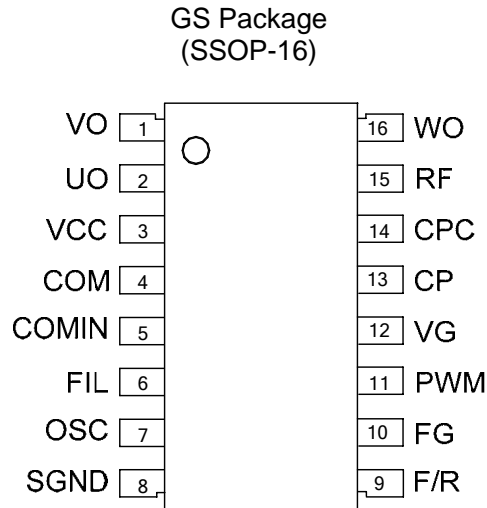 GS Package
(SSOP-16)
VO 1 16 WO
UO 2 15 RF
VCC 3 14 CPC
COM 4 13 CP
COMIN 5 12 VG
FIL 6 11 PWM
OSC 7 10 FG
SGND 8 9 F/R